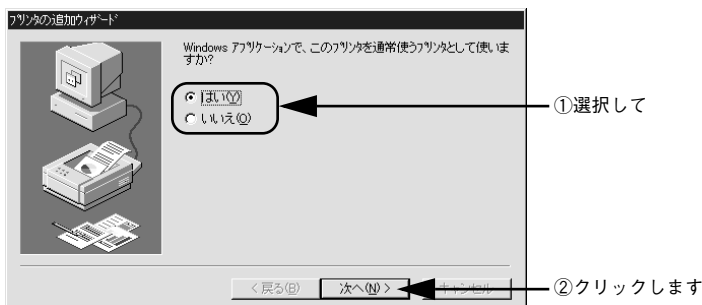 プリンタの追加ウィザード
Windows アプリケーションで、このプリンタを通常使うプリンタとして使いま
すか?
はい(Y)
いいえ(O)
①選択して
< 戻る(B)
次へ(N) >
キャンセル
②クリックします